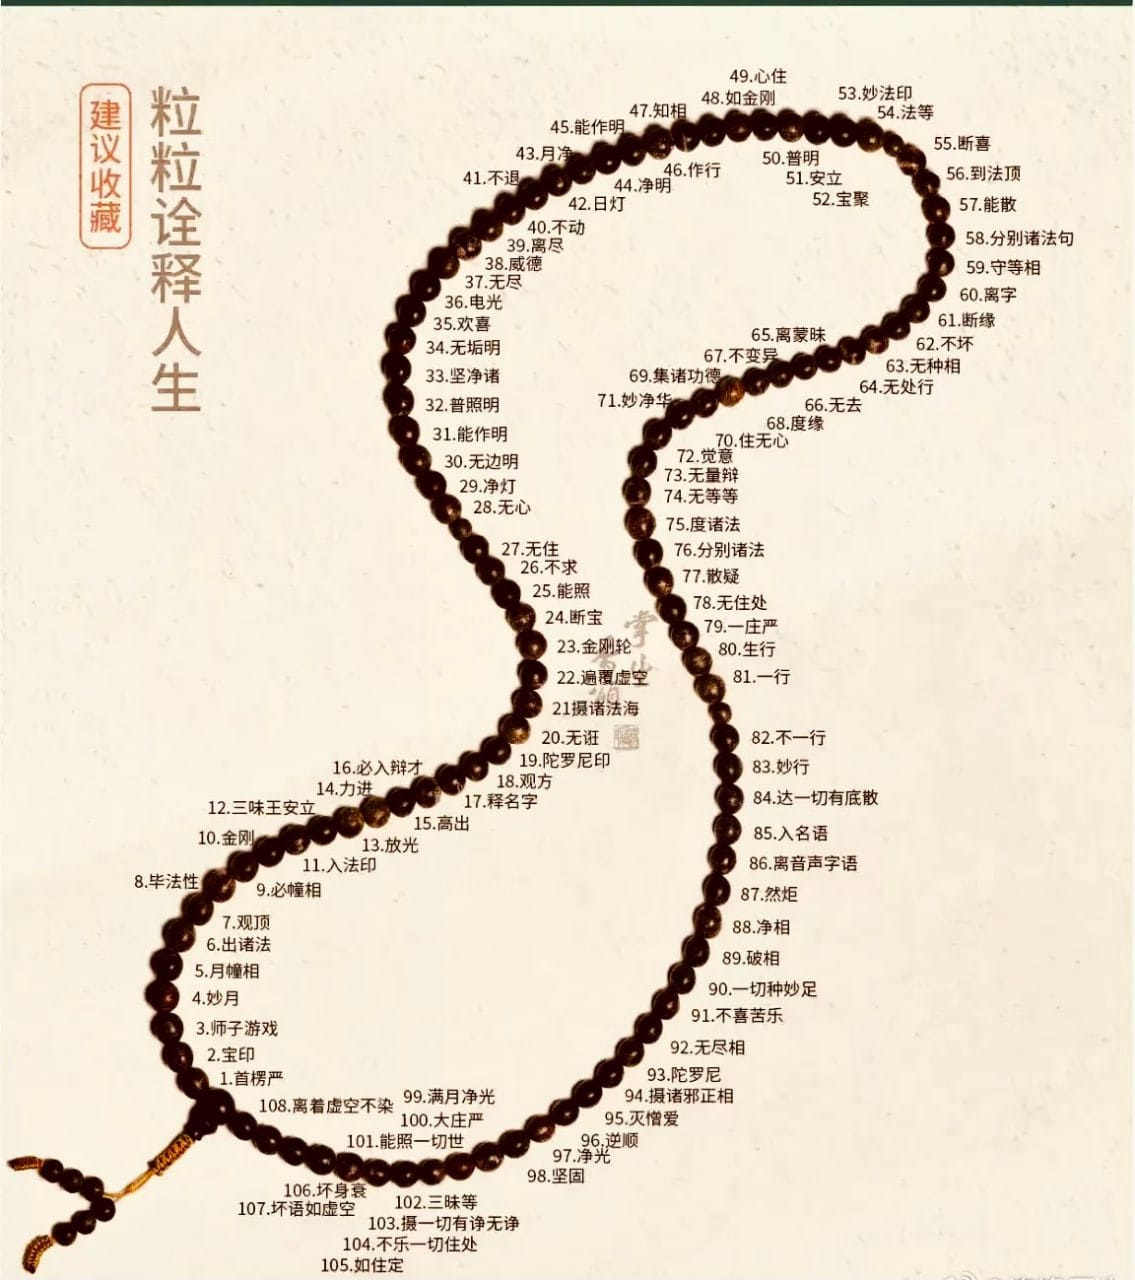 建议收藏
粒粒诠释人生
1.首楞严
2.宝印
3.师子游戏
4.妙月
5.月幢相
6.出诸法
7.观顶
8.毕法性
9.必幢相
10.金刚
11.入法印
12.三昧王安立
13.放光
14.力进
15.高出
16.必入辩才
17.释名字
18.观方
19.陀罗尼印
20.无诳
21摄诸法海
22.遍覆虚空
23.金刚轮
24.断宝
25.能照
26.不求
27.无住
28.无心
29.净灯
30.无边明
31.能作明
32.普照明
33.坚净诸
34.无垢明
35.欢喜
36.电光
37.无尽
38.威德
39.离尽
40.不动
41.不退
42.日灯
43.月净
44.净明
45.能作明
46.作行
47.知相
48.如金刚
49.心住
50.普明
51.安立
52.宝聚
53.妙法印
54.法等
55.断喜
56.到法顶
57.能散
58.分别诸法句
59.守等相
60.离字
61.断缘
62.不坏
63.无种相
64.无处行
65.离蒙昧
66.无去
67.不变异
68.度缘
69.集诸功德
70.住无心
71.妙净华
72.觉意
73.无量辩
74.无等等
75.度诸法
76.分别诸法
77.散疑
78.无住处
79.一庄严
80.生行
81.一行
82.不一行
83.妙行
84.达一切有底散
85.入名语
86.离音声字语
87.然炬
88.净相
89.破相
90.一切种妙足
91.不喜苦乐
92.无尽相
93.陀罗尼
94.摄诸邪正相
95.灭憎爱
96.逆顺
97.净光
98.坚固
99.满月净光
100.大庄严
101.能照一切世
102.三昧等
103.摄一切有诤无诤
104.不乐一切住处
105.如住定
106.坏身衰
107.坏语如虚空
108.离着虚空不染